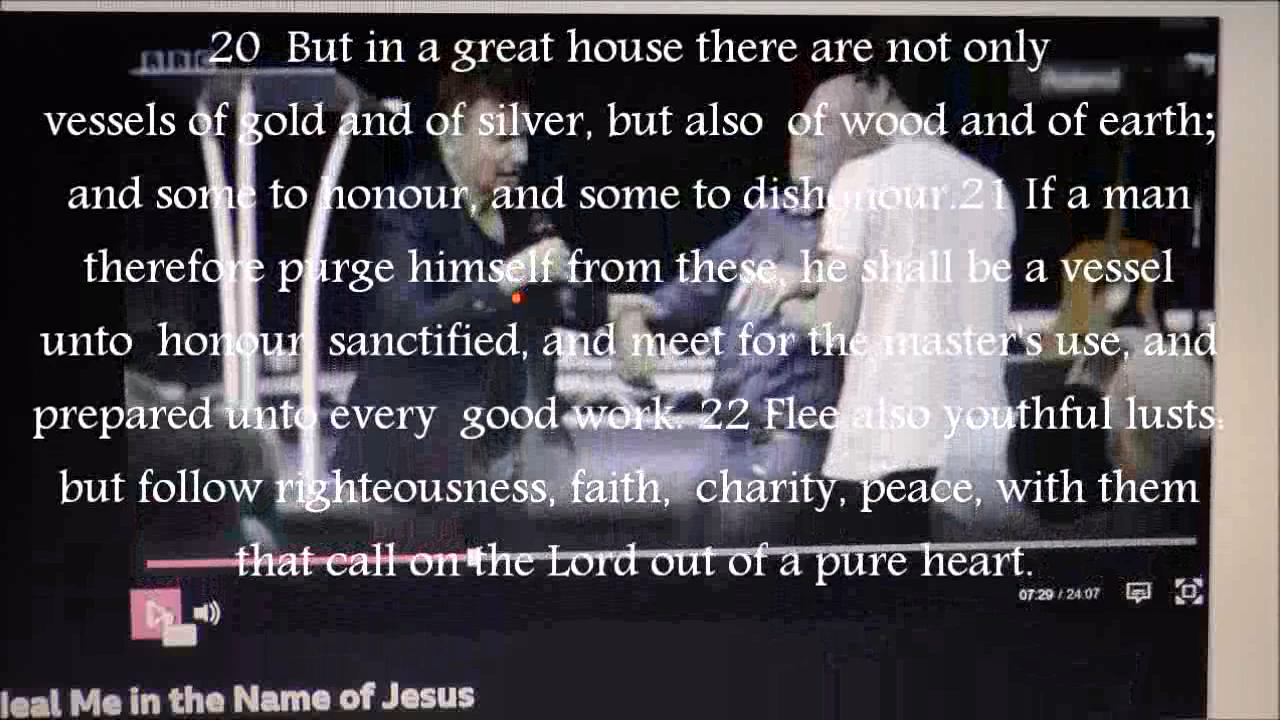 BBC
20 But in a great house there are not only
vessels of gold and of silver, but also of wood and of earth;
and some to honour, and some to dishonour.21 If a man
therefore purge himself from these, he shall be a vessel
unto honour sanctified, and meet for the master's use, and
prepared unto every good work. 22 Flee also youthful lusts:
but follow righteousness, faith, charity, peace, with them
that call on the Lord out of a pure heart.
07:29 / 24:07
leal Me in the Name of Jesus